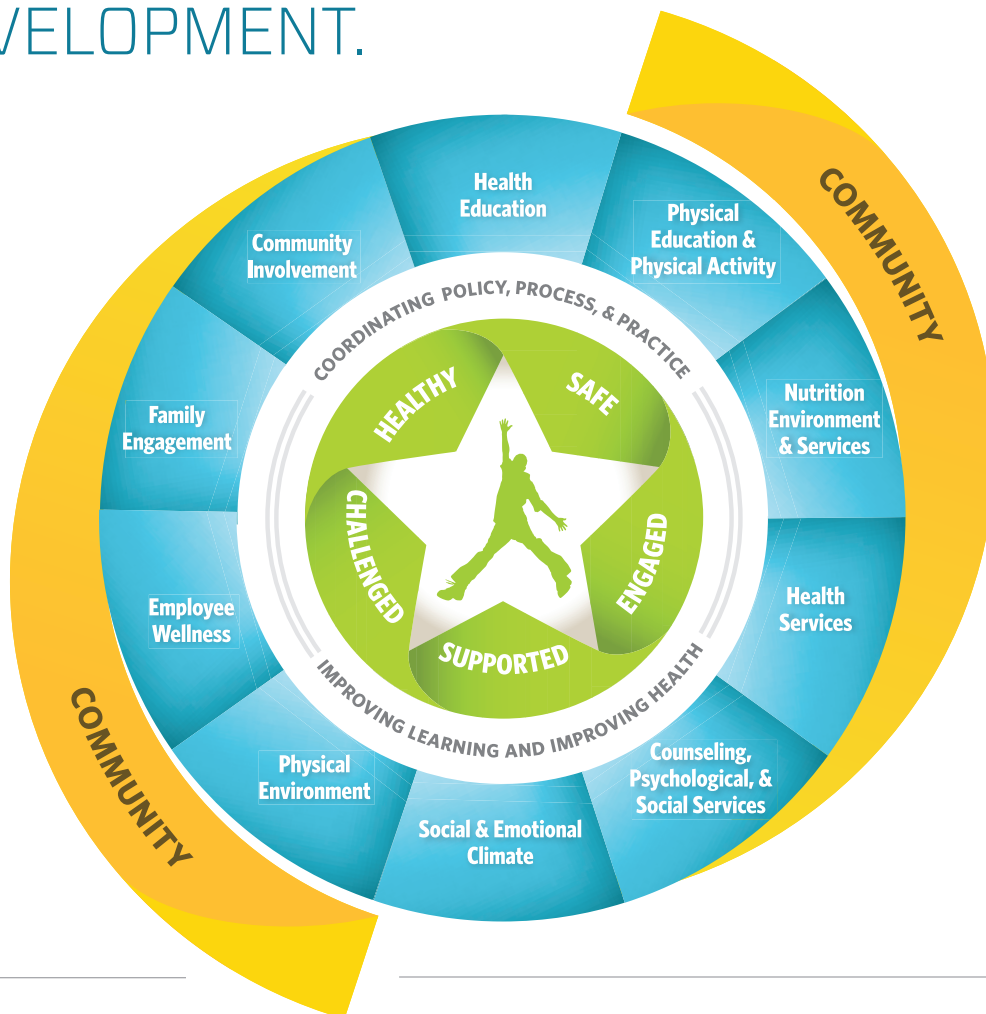 VELOPMENT.
COMMUNITY
Health
Education
Physical
Education &
Physical Activity
Nutrition
Environment
& Services
Health
Services
Counseling,
Psychological, &
Social Services
Social & Emotional
Climate
Physical
Environment
Employee
Wellness
Family
Engagement
Community
Involvement
COORDINATING POLICY, PROCESS, & PRACTICE
IMPROVING LEARNING AND IMPROVING HEALTH
HEALTHY
SAFE
ENGAGED
SUPPORTED
CHALLENGED
COMMUNITY